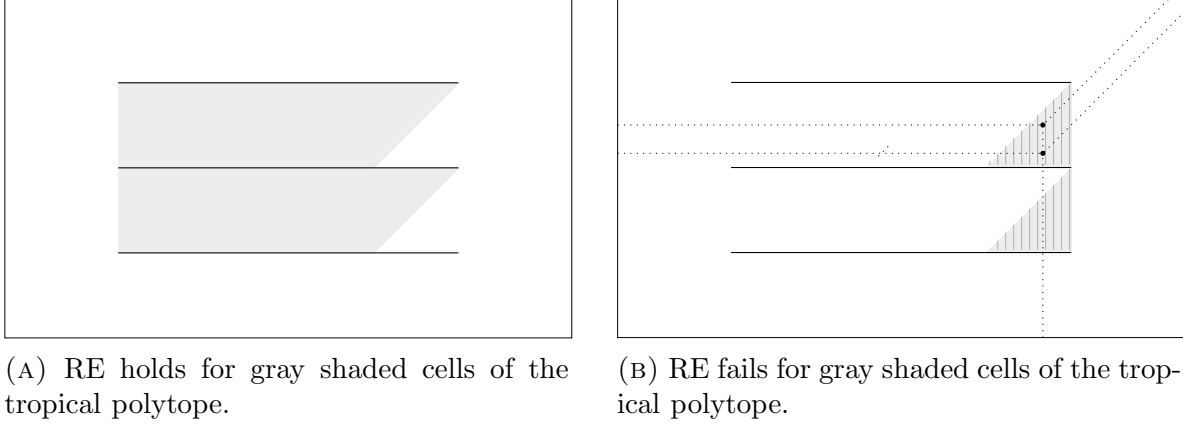 (A) RE holds for gray shaded cells of the
tropical polytope.
(B) RE fails for gray shaded cells of the trop-
ical polytope.